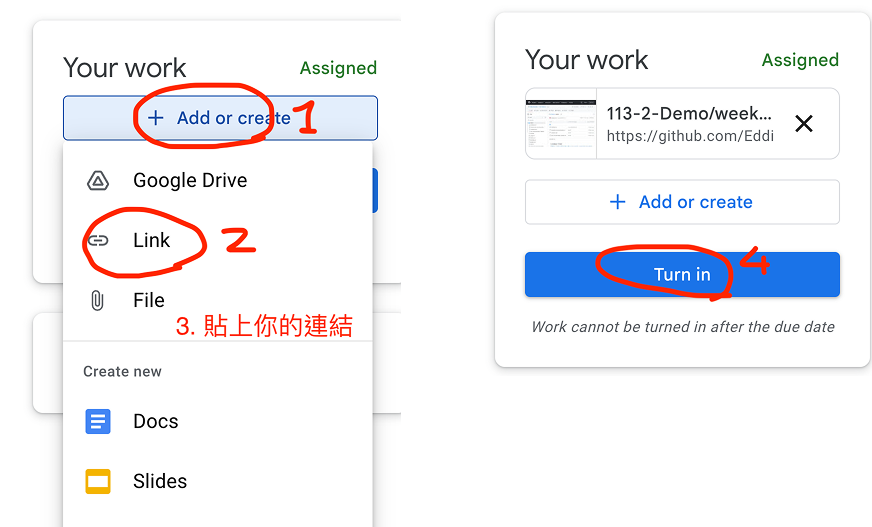 Your work
Assigned
+ Add or create
1
Google Drive
Link
2
File
3. 貼上你的連結
Create new
Docs
Slides
Your work
Assigned
113-2-Demo/week...
https://github.com/Eddi
+ Add or create
Turn in
4
Work cannot be turned in after the due date